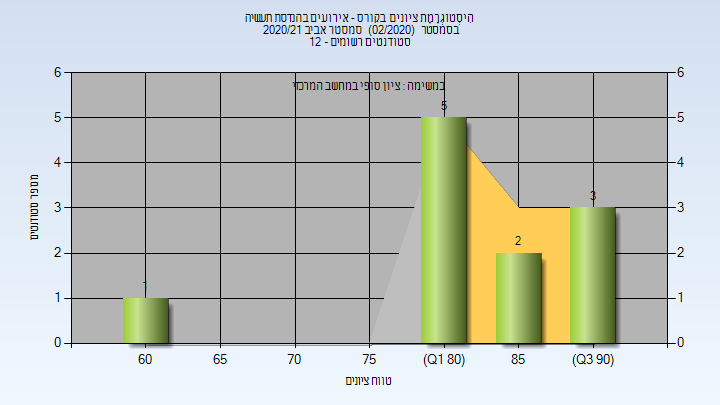 היסטוגרמת ציונים בקורס - אירועים בהנדסת תעשיה
בסמסטר (02/2020) סמסטר אביב 2020/21
סטודנטים רשומים - 12
במשימה : ציון סופי במחשב המרכזי
6 6
5 5
4 4
3 3
2 2
1 1
0 0
5
3
2
1
מספר סטודנטים
60 65 70 75 (Q1 80) 85 (Q3 90)
טווח ציונים